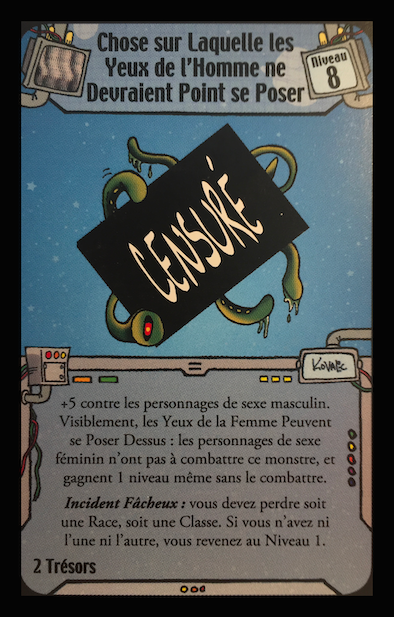 Chose sur Laquelle les
Yeux de l'Homme ne
Devraient Point se Poser
Niveau
8
CENSURÉ
KOVALIC
+5 contre les personnages de sexe masculin.
Visiblement, les Yeux de la Femme Peuvent
se Poser Dessus : les personnages de sexe
féminin n'ont pas à combattre ce monstre, et
gagnent 1 niveau même sans le combattre.
Incident Fâcheux : vous devez perdre soit
une Race, soit une Classe. Si vous n'avez ni
l'une ni l'autre, vous revenez au Niveau 1.
2 Trésors